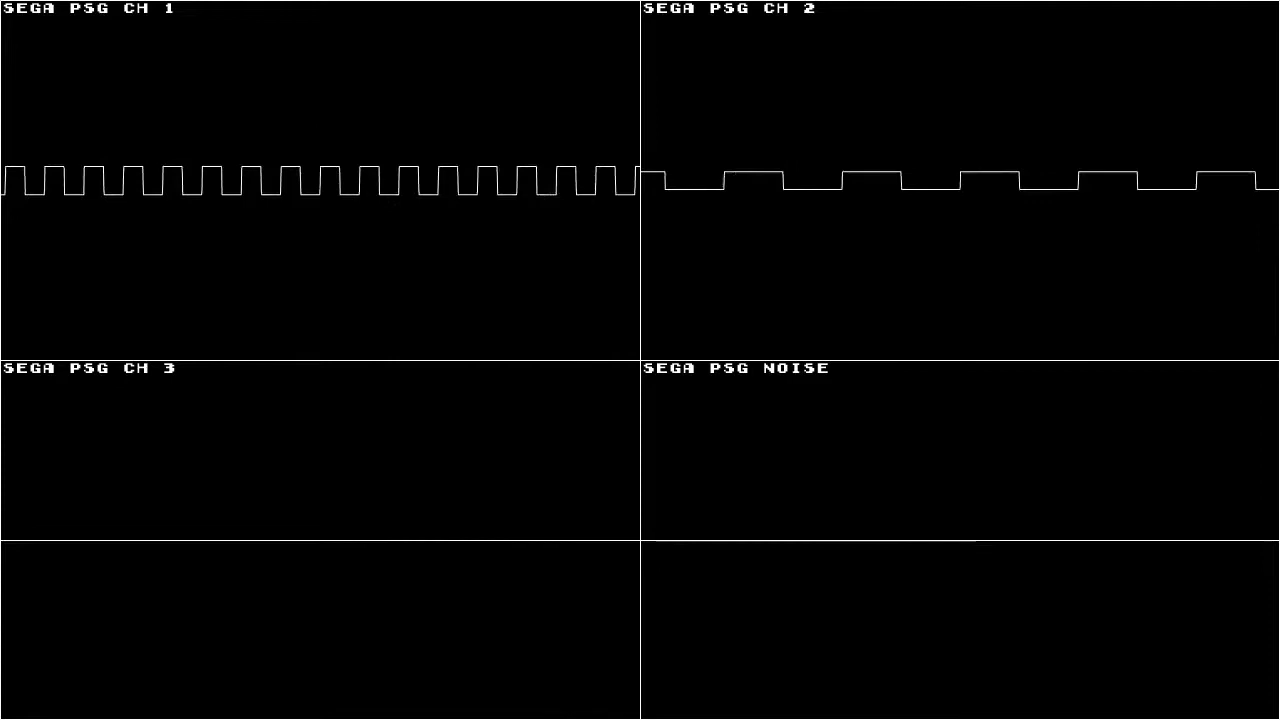 SEGA PSG CH 1
SEGA PSG CH 2
SEGA PSG CH 3
SEGA PSG NOISE